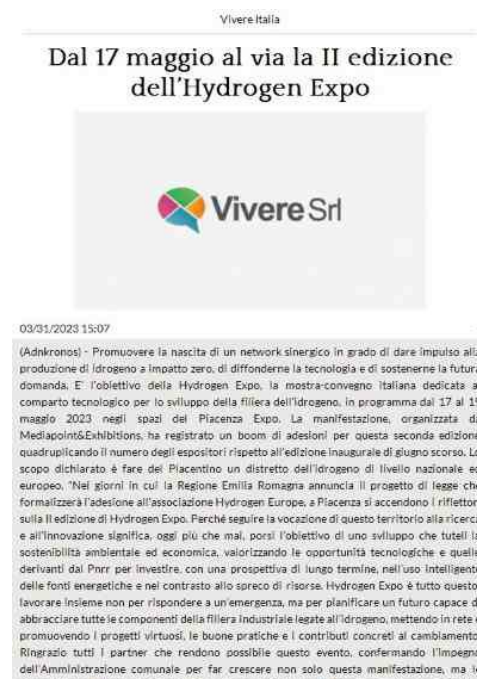 Vivere Italia
Dal 17 maggio al via la II edizione
dell'Hydrogen Expo
Vivere Srl
03/31/2023 15:07
(Adnkronos) - Promuovere la nascita di un network sinergico in grado di dare impulso alla
produzione di idrogeno a impatto zero, di diffonderne la tecnologia e di sostenerne la futura
domanda. E' l'obiettivo della Hydrogen Expo, la mostra-convegno italiana dedicata al
comparto tecnologico per lo sviluppo della filiera dell'idrogeno, in programma dal 17 al 1
maggio 2023 negli spazi del Piacenza Expo. La manifestazione, organizzata d
Mediapoint&Exhibitions, ha registrato un boom di adesioni per questa seconda edizione
quadruplicando il numero degli espositori rispetto all'edizione inaugurale di giugno scorso. Lo
scopo dichiarato è fare del Piacentino un distretto dell'idrogeno di livello nazionale ed
europeo. "Nei giorni in cui la Regione Emilia Romagna annuncia il progetto di legge che
formalizzerà l'adesione all'associazione Hydrogen Europe, a Piacenza si accendono i riflettor
sulla II edizione di Hydrogen Expo. Perché seguire la vocazione di questo territorio alla ricerca
e all'innovazione significa, oggi più che mai, porsi l'obiettivo di uno sviluppo che tuteli la
sostenibilità ambientale ed economica, valorizzando le opportunità tecnologiche e quelle
derivanti dal Pnrr per investire, con una prospettiva di lungo termine, nell'uso intelligente
delle fonti energetiche e nel contrasto allo spreco di risorse. Hydrogen Expo è tutto questo
lavorare insieme non per rispondere a un'emergenza, ma per pianificare un futuro capace d
abbracciare tutte le componenti della filiera industriale legate all'idrogeno, mettendo in rete e
promuovendo i progetti virtuosi, le buone pratiche e i contributi concreti al cambiamento
Ringrazio tutti i partner che rendono possibile questo evento, confermando l'impegno
dell'Amministrazione comunale per far crescere non solo questa manifestazione, ma le